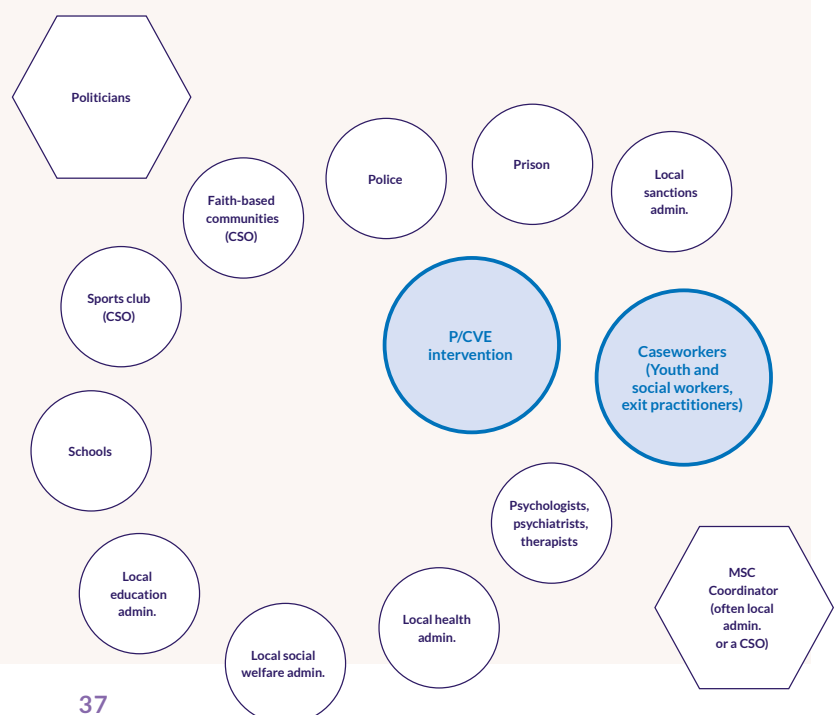 Politicians
Police
Prison
Local
sanctions
admin.
Faith-based
communities
(CSO)
Sports club
(CSO)
P/CVE
intervention
Caseworkers
(Youth and
social workers,
exit practitioners)
Schools
Psychologists,
psychiatrists,
therapists
Local
education
admin.
MSC
Coordinator
(often local
admin.
or a CSO)
Local health
admin.
Local social
welfare admin.
37